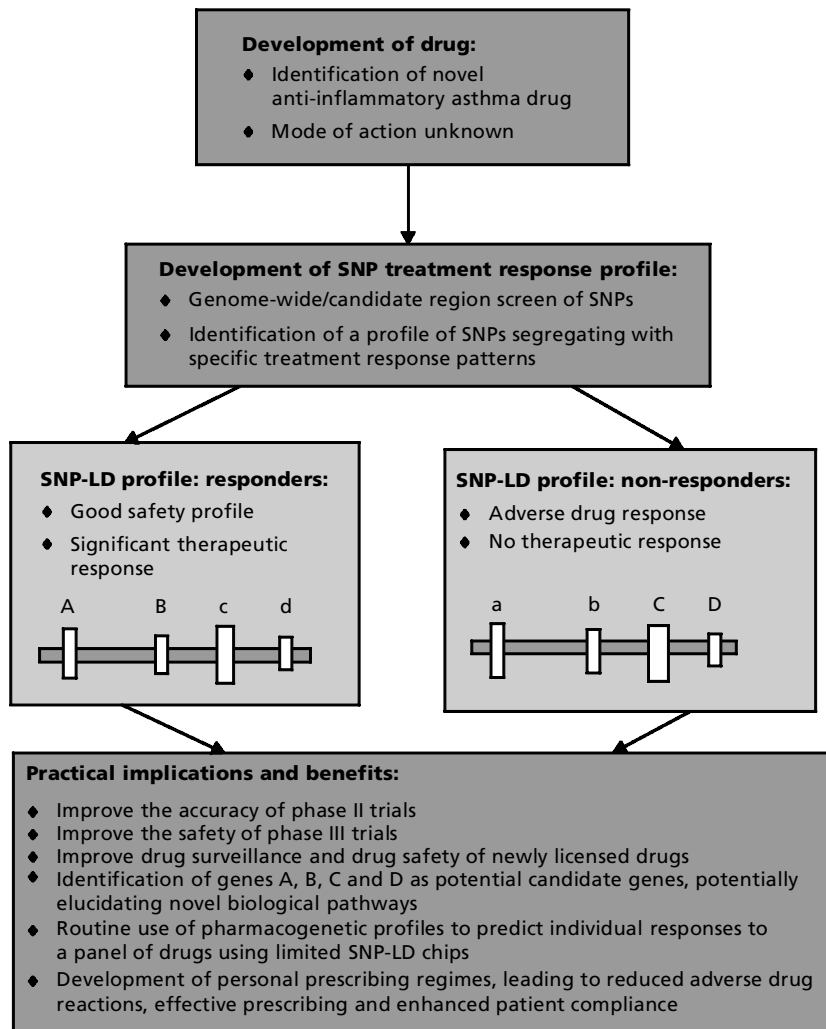 Development of drug:
♦ Identification of novel
anti-inflammatory asthma drug
♦ Mode of action unknown
Development of SNP treatment response profile:
♦ Genome-wide/candidate region screen of SNPs
♦ Identification of a profile of SNPs segregating with
specific treatment response patterns
SNP-LD profile: responders:
♦ Good safety profile
♦ Significant therapeutic
response
A B c d
SNP-LD profile: non-responders:
♦ Adverse drug response
♦ No therapeutic response
a b C D
Practical implications and benefits:
♦ Improve the accuracy of phase II trials
♦ Improve the safety of phase III trials
♦ Improve drug surveillance and drug safety of newly licensed drugs
♦ Identification of genes A, B, C and D as potential candidate genes, potentially
elucidating novel biological pathways
♦ Routine use of pharmacogenetic profiles to predict individual responses to
a panel of drugs using limited SNP-LD chips
♦ Development of personal prescribing regimes, leading to reduced adverse drug
reactions, effective prescribing and enhanced patient compliance